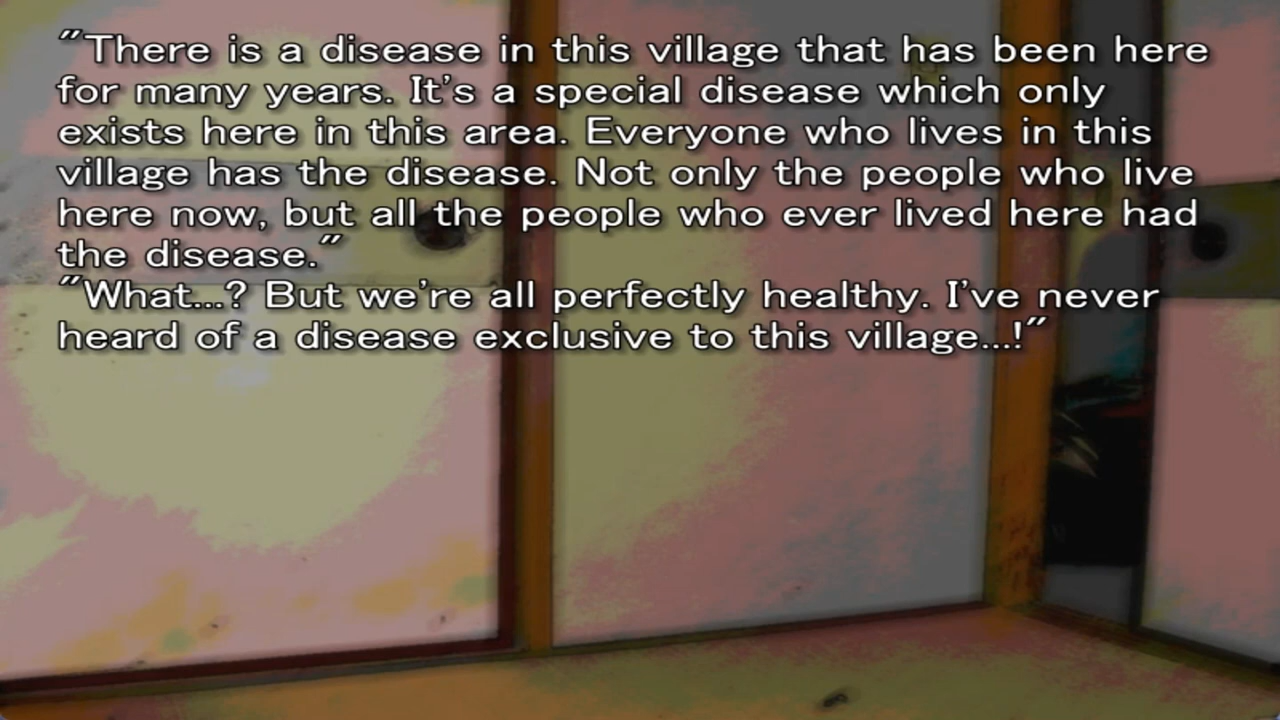 "There is a disease in this village that has been here
for many years. It's a special disease which only
exists here in this area. Everyone who lives in this
village has the disease. Not only the people who live
here now, but all the people who ever lived here had
the disease."
"What...? But we're all perfectly healthy. I've never
heard of a disease exclusive to this village...!"